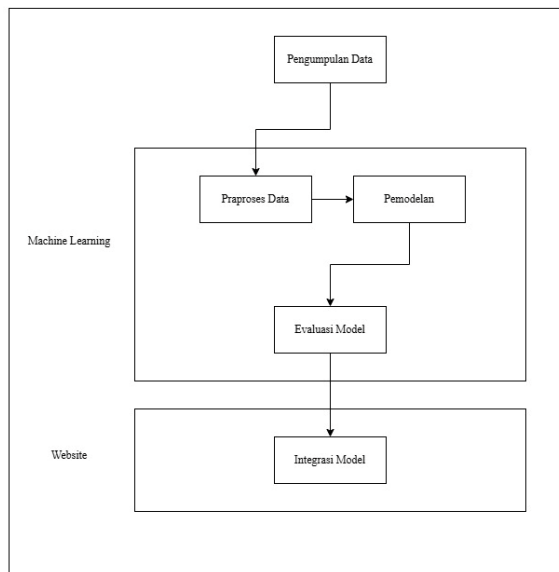 Pengumpulan Data
Praproses Data
Pemodelan
Machine Learning
Evaluasi Model
Website
Integrasi Model